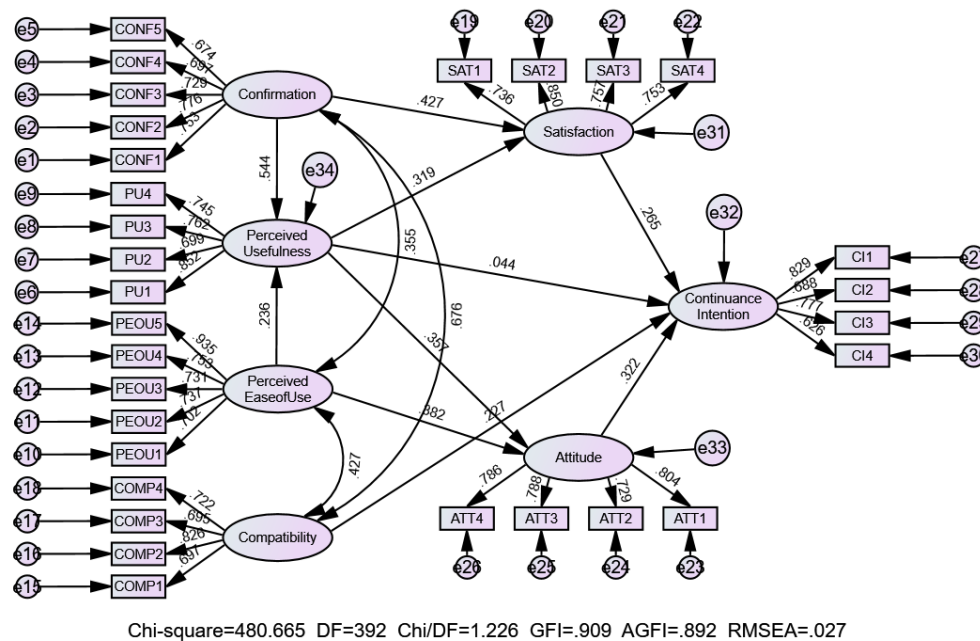 e5 CONF5 .674
e4 CONF4
e3 CONF3 .729
e2 CONF2 .776
e1 CONF1
Confirmation
e9 PU4 .745
e8 PU3 .762
e7 PU2 .699
e6 PU1 .852
Perceived
Usefulness
e34
e14 PEOU5 .935
e13 PEOU4 .753
e12 PEOU3 .731
e11 PEOU2 .737
e10 PEOU1 .702
Perceived
EaseofUse
e18 COMP4 .722
e17 COMP3 .695
e16 COMP2 .826
e15 COMP1 .697
Compatibility
.544
.236
.355
.676
.427
.427
.319
.044
.357
.382
.227
e19 e20 e21 e22
SAT1 SAT2 SAT3 SAT4
.736 .850 .757 .753
Satisfaction
e31
.265
e32
Continuance
Intention
.322
.829 CI1
.688 CI2
.777 CI3
.626 CI4
Attitude
e33
.786 .788 .729 .804
ATT4 ATT3 ATT2 ATT1
e26 e25 e24 e23
Chi-square=480.665 DF=392 Chi/DF=1.226 GFI=.909 AGFI=.892 RMSEA=.027